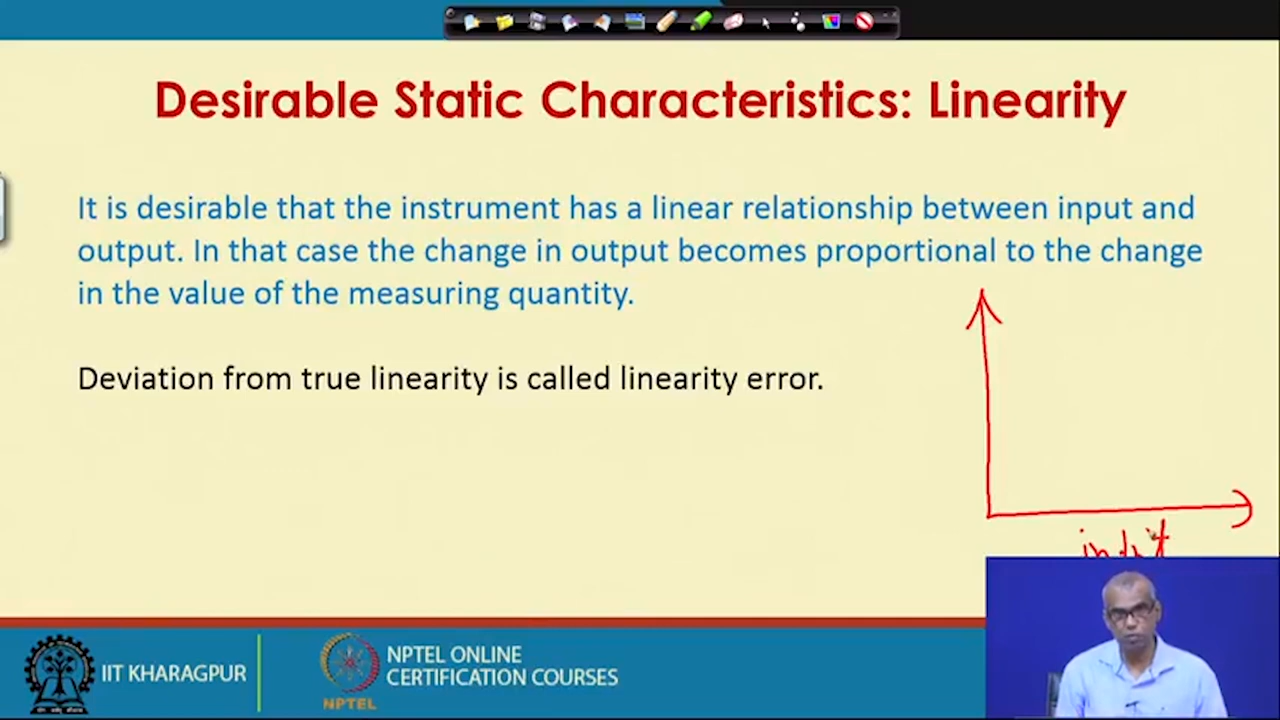 Desirable Static Characteristics: Linearity
It is desirable that the instrument has a linear relationship between input and
output. In that case the change in output becomes proportional to the change
in the value of the measuring quantity.
Deviation from true linearity is called linearity error.
input
IIT KHARAGPUR
NPTEL
NPTEL ONLINE
CERTIFICATION COURSES